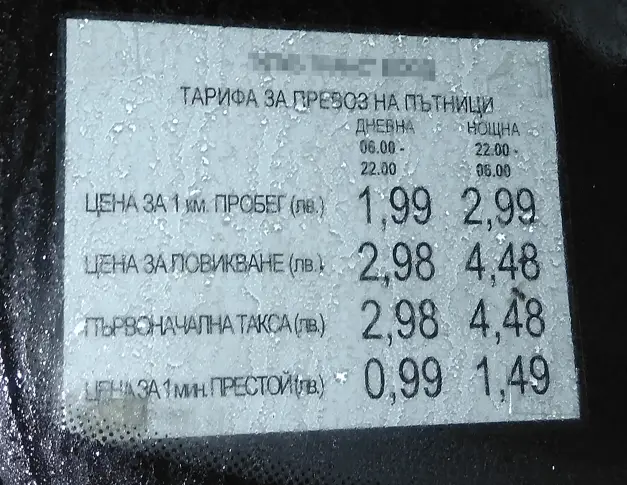 ТАРИФА ЗА ПРЕВОЗ НА ПЪТНИЦИ
ДНЕВНА НОЩНА
06.00 - 22.00 -
22.00 06.00
ЦЕНА ЗА 1 км. ПРОБЕГ (лв.) 1,99 2,99
ЦЕНА ЗА ПОВИКВАНЕ (лв.) 2,98 4,48
ПЪРВОНАЧАЛНА ТАКСА (лв.) 2,98 4,48
ЦЕНА ЗА 1 мин. ПРЕСТОЙ (лв.) 0,99 1,49